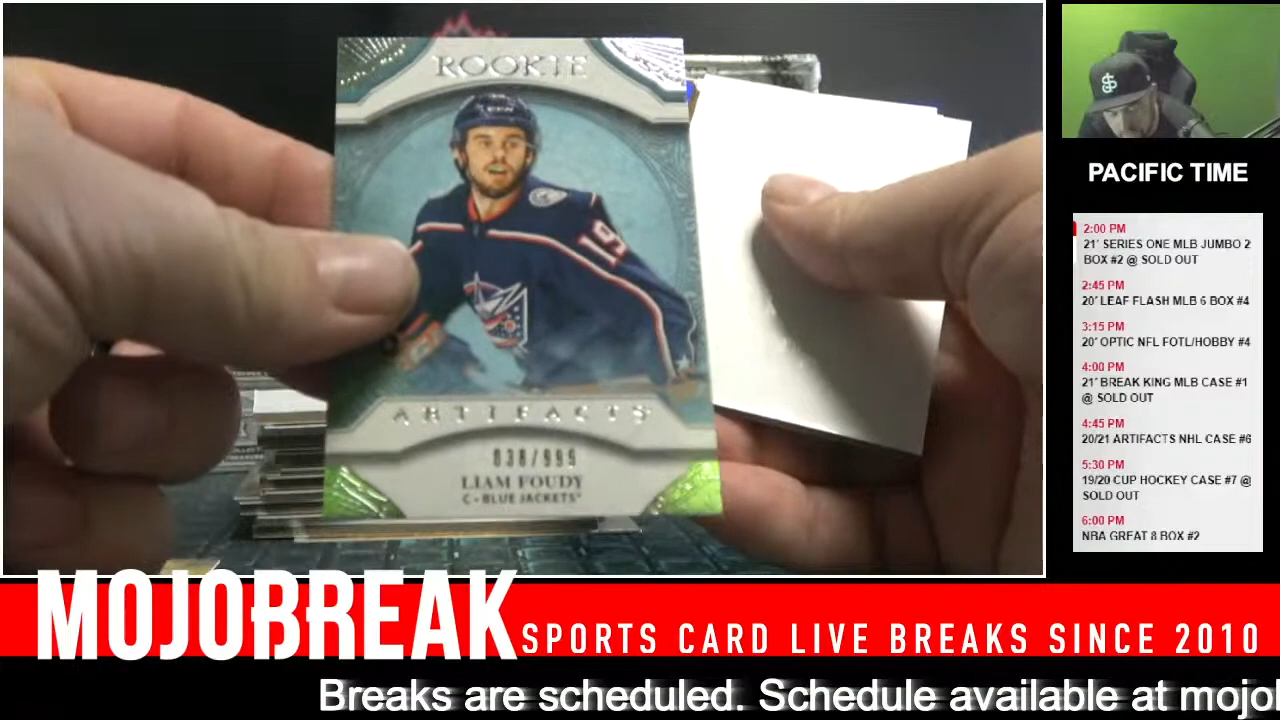 ROOKIE
19
ARTIFACTS
038/999
LIAM FOUDY
C • BLUE JACKETS
PACIFIC TIME
2:00 PM
21' SERIES ONE MLB JUMBO 2
BOX #2 @ SOLD OUT
2:45 PM
20' LEAF FLASH MLB 6 BOX #4
3:15 PM
20' OPTIC NFL FOTL/HOBBY #4
4:00 PM
21' BREAK KING MLB CASE #1
@ SOLD OUT
4:45 PM
20/21 ARTIFACTS NHL CASE #6
5:30 PM
19/20 CUP HOCKEY CASE #7 @
SOLD OUT
6:00 PM
NBA GREAT 8 BOX #2
MOJOBREAK
SPORTS CARD LIVE BREAKS SINCE 2010
Breaks are scheduled. Schedule available at mojo